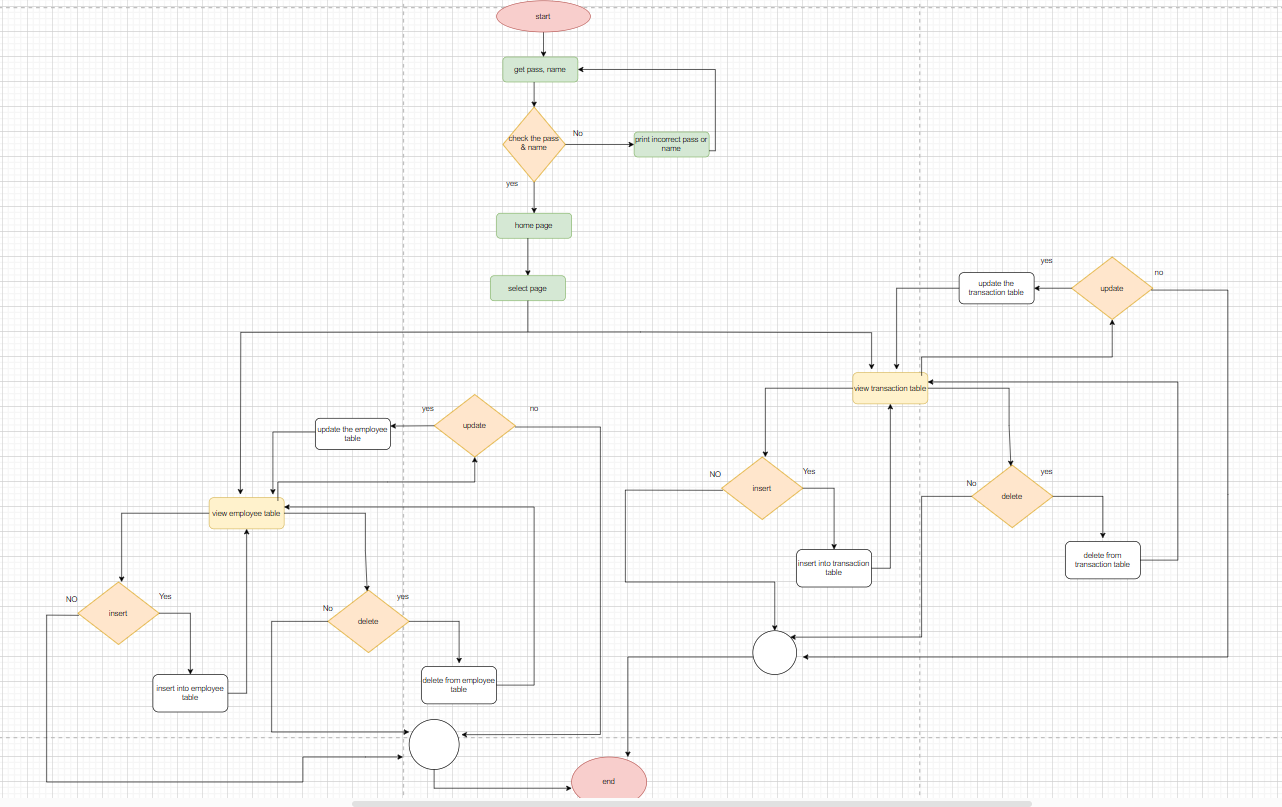 start
get pass, name
check the pass
& name
No
print incorrect pass or
name
yes
home page
select page
yes
no
update the
transaction table
update
view transaction table
yes
no
update the employee
table
update
NO
Yes
insert
No
yes
delete
view employee table
insert into transaction
table
delete from
transaction table
NO
Yes
insert
No
yes
delete
insert into employee
table
delete from employee
table
end